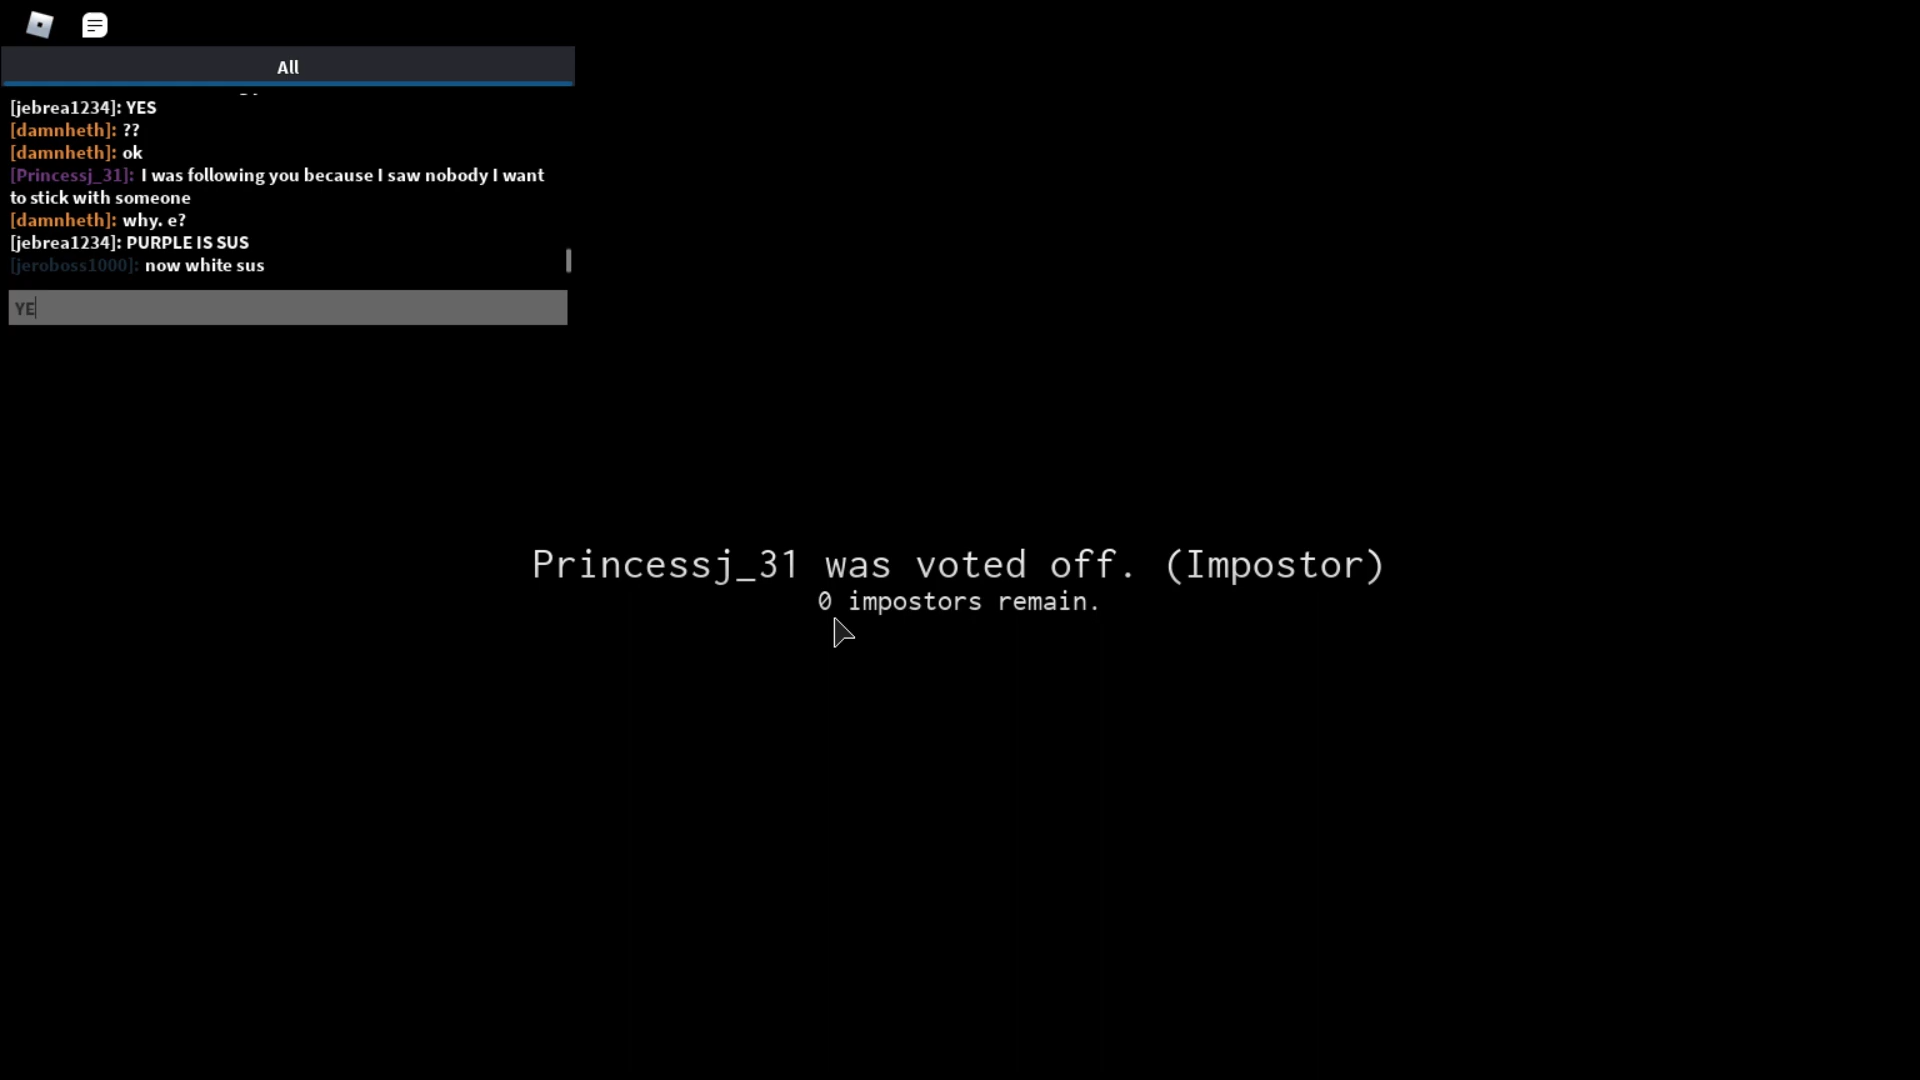 All
[jebrea1234]: YES
[damnheth]: ??
[damnheth]: ok
[Princessj_31]: I was following you because I saw nobody I want
to stick with someone
[damnheth]: why. e?
[jebrea1234]: PURPLE IS SUS
[jeroboss1000]: now white sus
YE
Princessj_31 was voted off. (Impostor)
0 impostors remain.